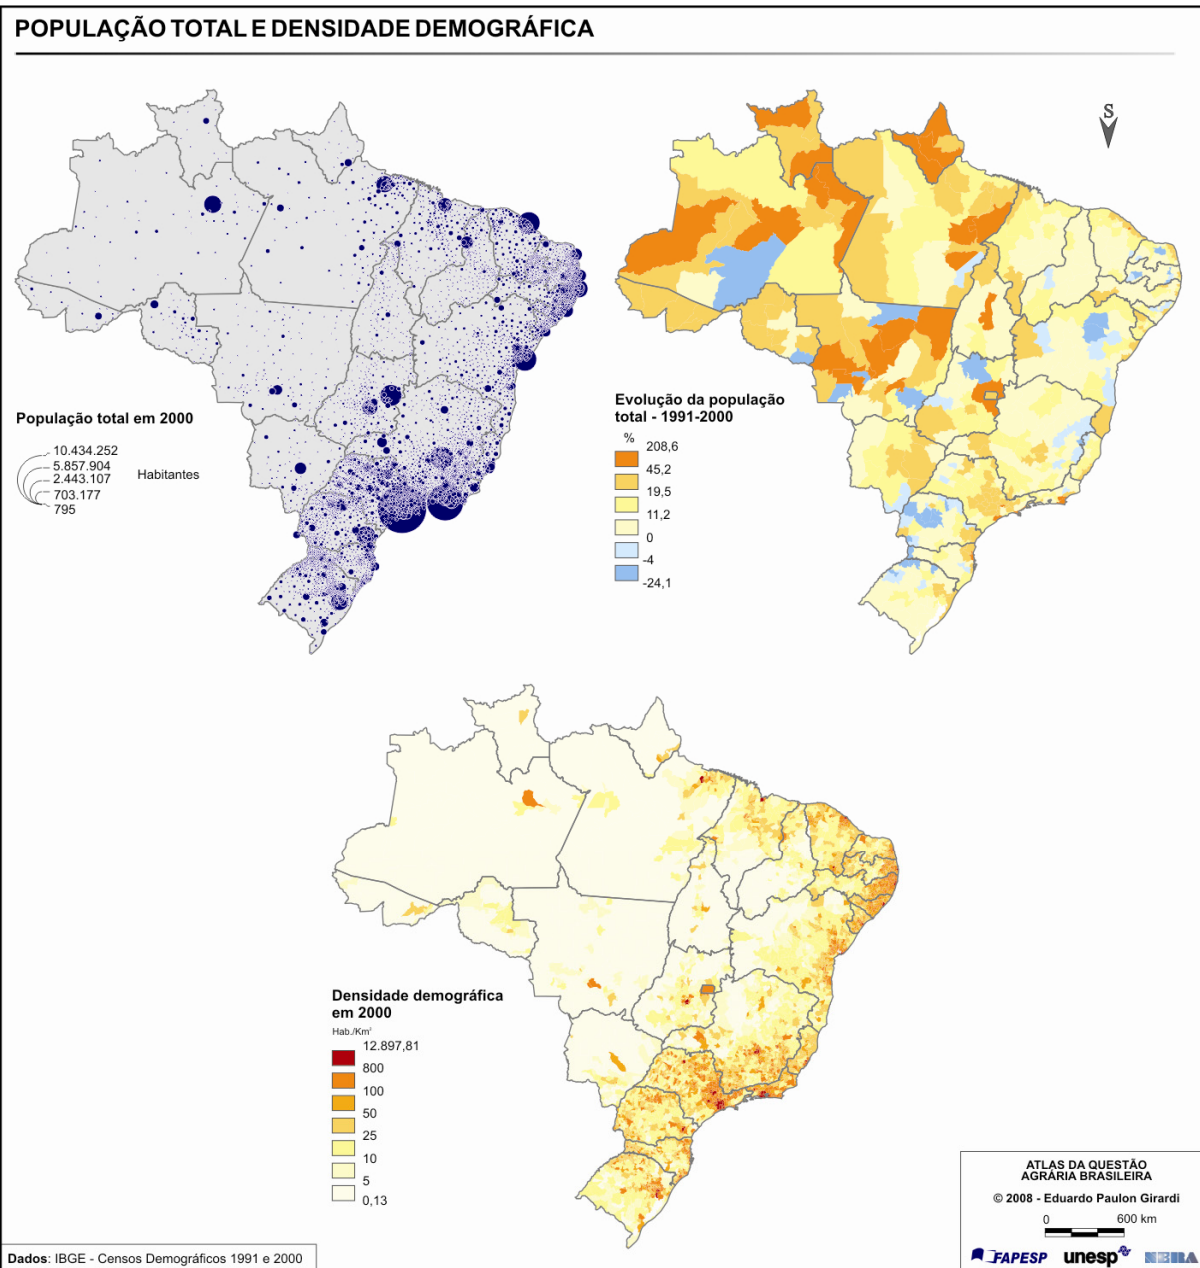 POPULAÇÃO TOTAL E DENSIDADE DEMOGRÁFICA
S
População total em 2000
10.434.252
5.857.904
2.443.107
703.177
795
Habitantes
Evolução da população
total - 1991-2000
%
208,6
45,2
19,5
11,2
0
-4
-24,1
Densidade demográfica
em 2000
Hab./Km²
12.897,81
800
100
50
25
10
5
0,13
ATLAS DA QUESTÃO
AGRÁRIA BRASILEIRA
© 2008 - Eduardo Paulon Girardi
0 600 km
FAPESP unesp NERA
Dados: IBGE - Censos Demográficos 1991 e 2000